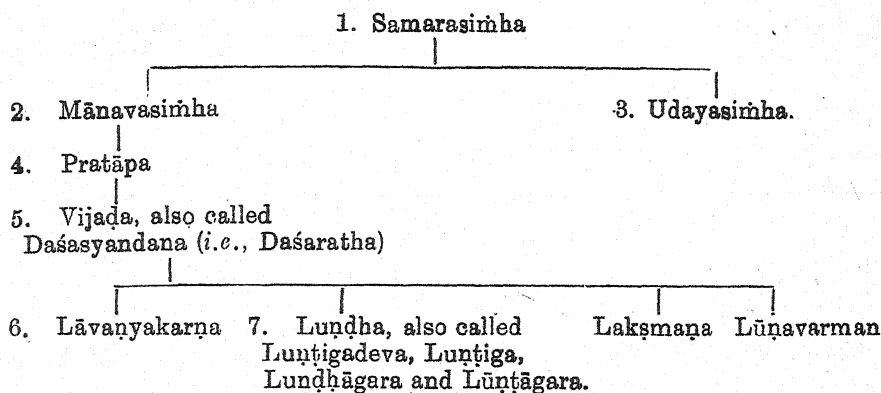 1. Samarasiṁha
2. Mānavasiṁha 3. Udayasiṁha.
4. Pratāpa
5. Vijaḍa, also called
Daśasyandana (i.e., Daśaratha)
6. Lāvaṇyakarṇa 7. Luṇḍha, also called Lakṣmaṇa Lūṇavarman
Luṇṭigadeva, Luṇṭiga,
Luṇḍhāgara and Lūṇṭāgara.